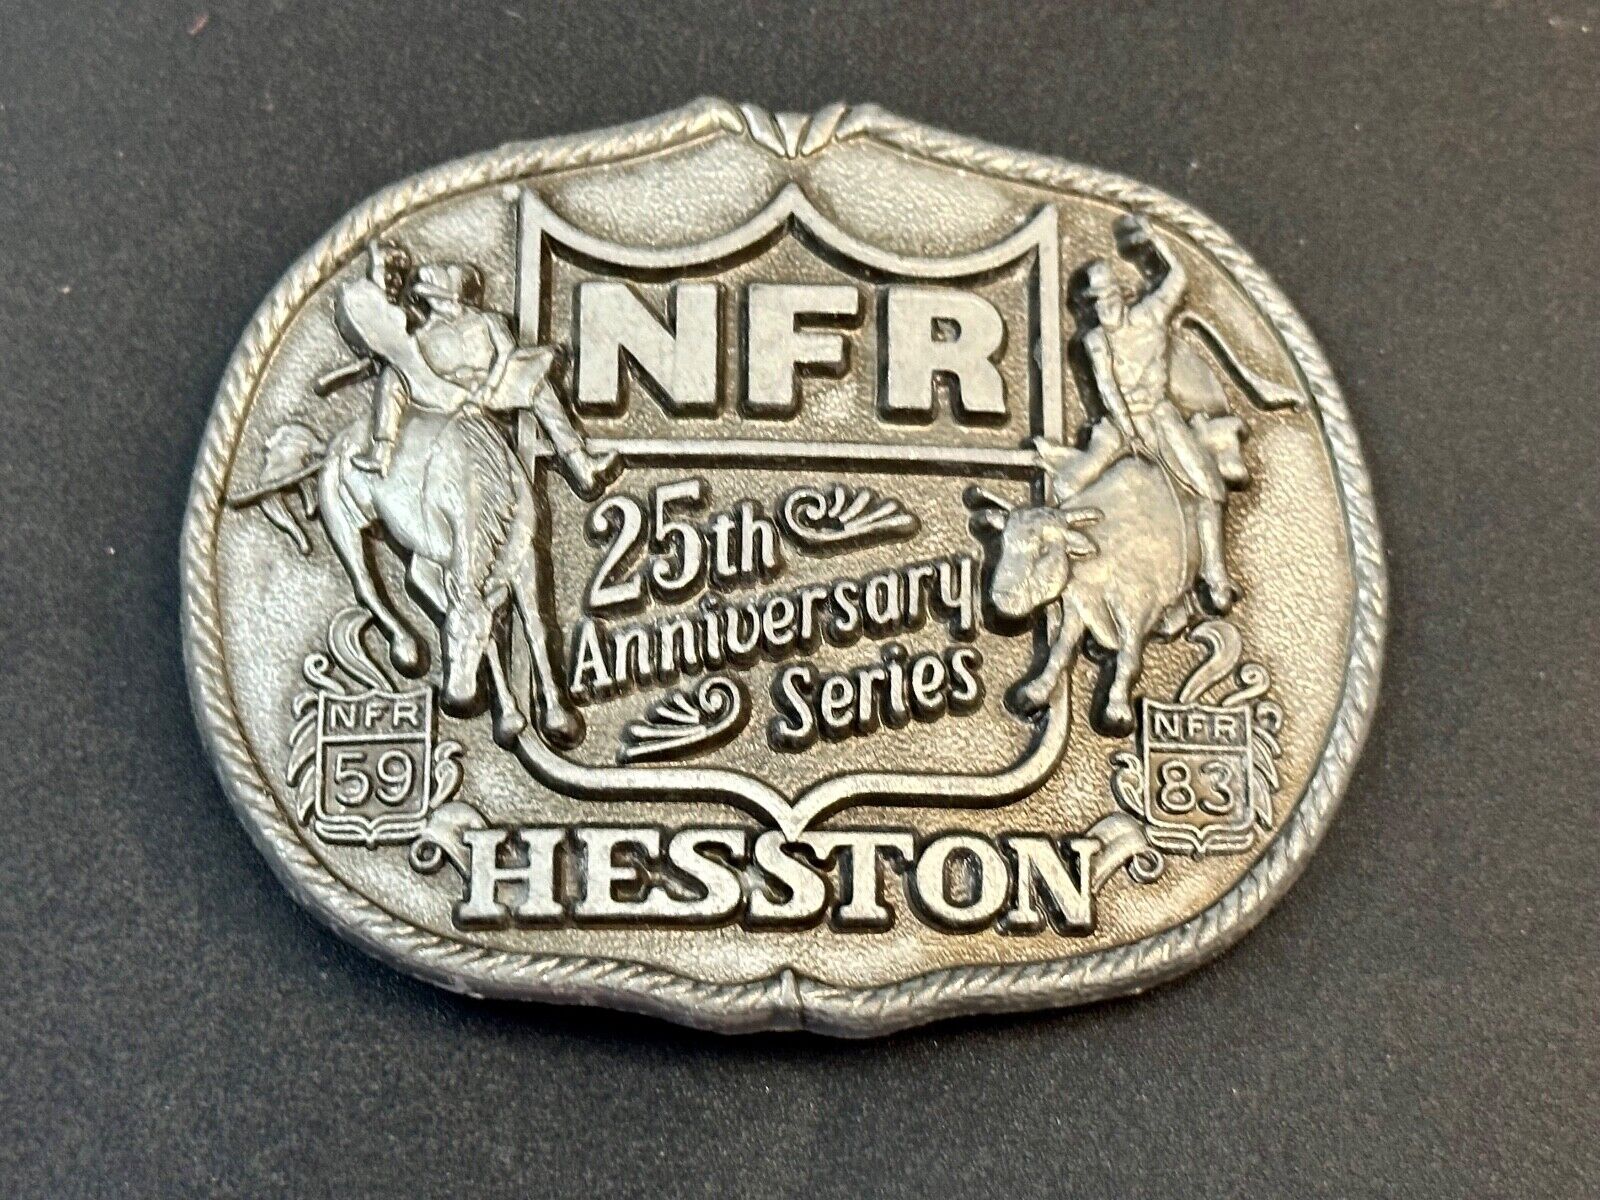 NFR
25th
Anniversary
Series
NFR
59
NFR
83
HESSTON